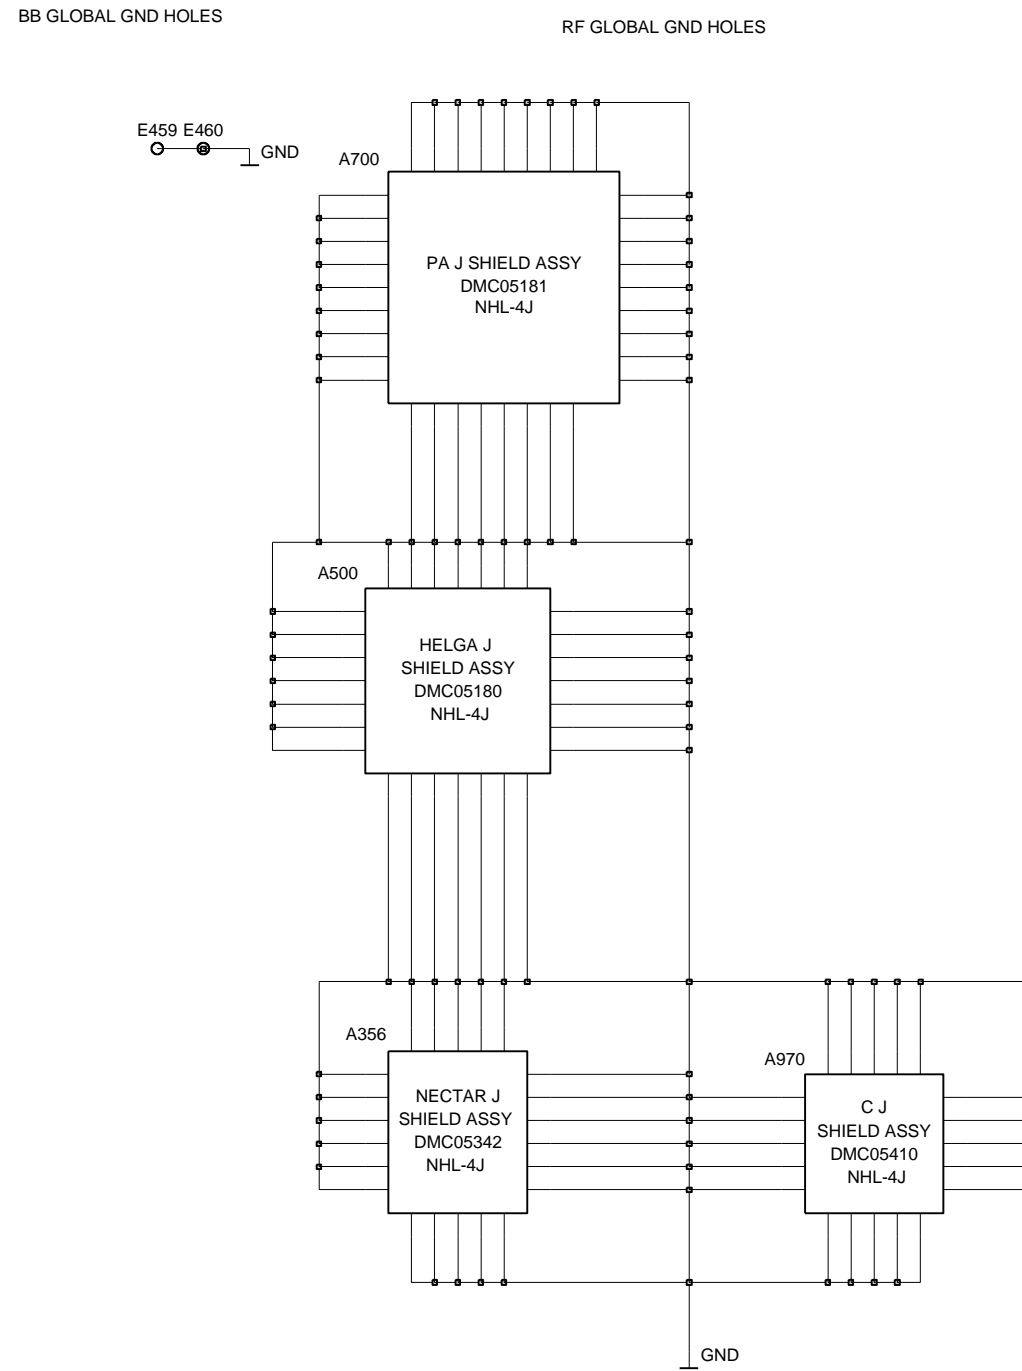 BB GLOBAL GND HOLES
RF GLOBAL GND HOLES
E459 E460
GND
A700
PA J SHIELD ASSY
DMC05181
NHL-4J
A500
HELGA J
SHIELD ASSY
DMC05180
NHL-4J
A356
NECTAR J
SHIELD ASSY
DMC05342
NHL-4J
A970
C J
SHIELD ASSY
DMC05410
NHL-4J
GND